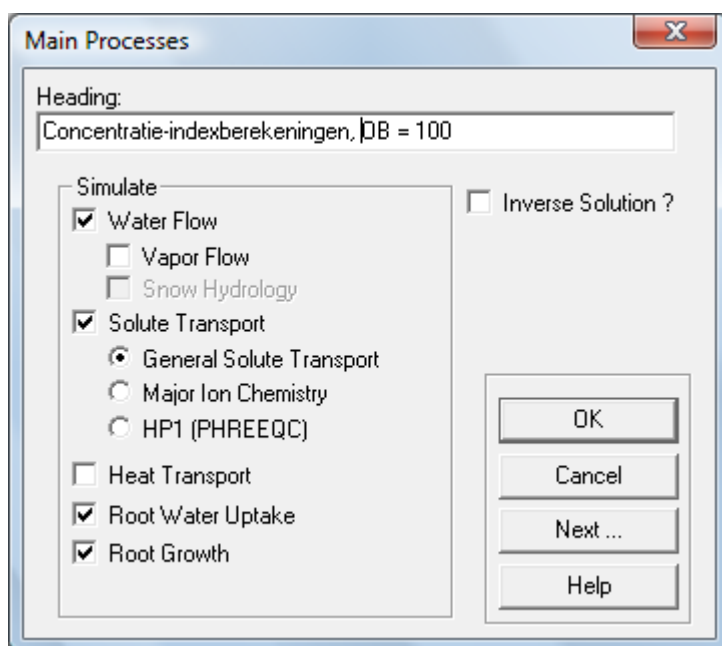 Main Processes
Heading:
Concentratie-indexberekeningen, OB = 100
Simulate
Inverse Solution ?
Water Flow
Vapor Flow
Snow Hydrology
Solute Transport
General Solute Transport
Major Ion Chemistry
HP1 (PHREEQC)
Heat Transport
Root Water Uptake
Root Growth
OK
Cancel
Next ...
Help